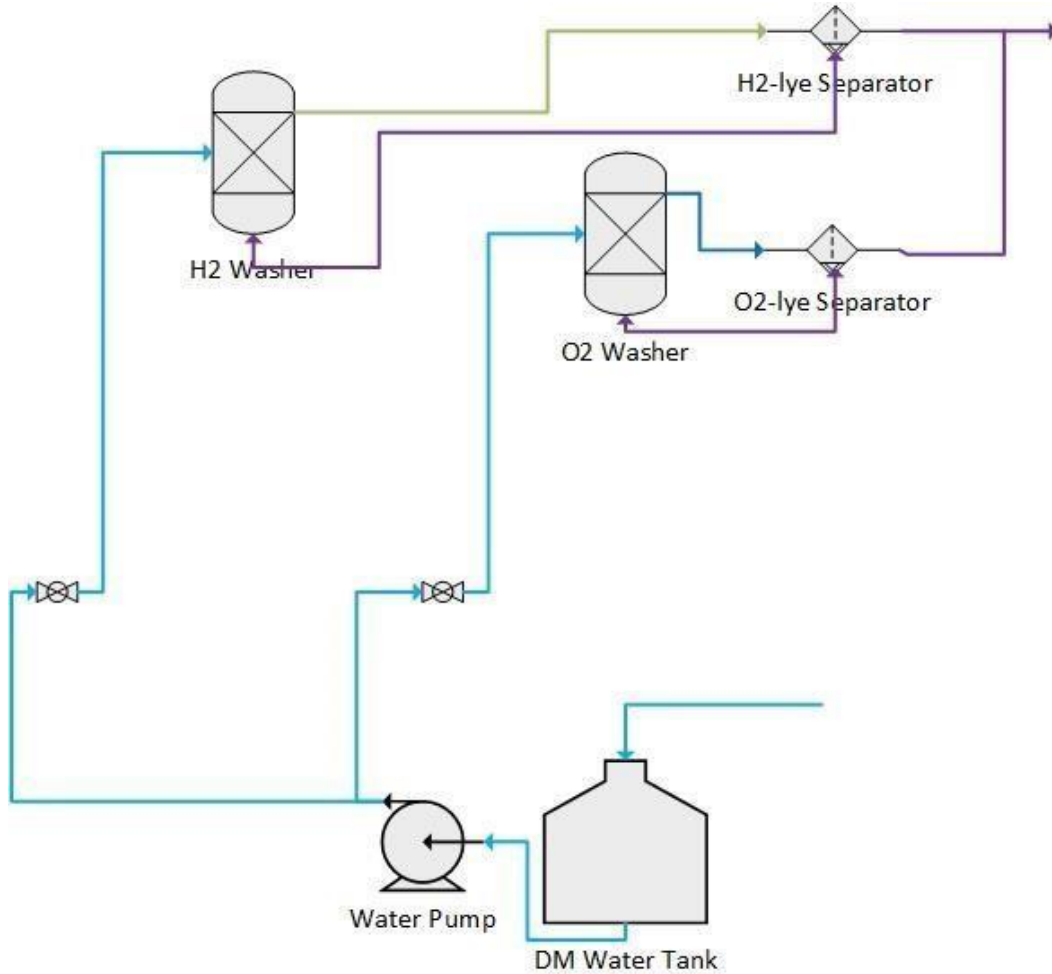 H2-lye Separator
H2 Washer
O2-lye Separator
O2 Washer
Water Pump
DM Water Tank